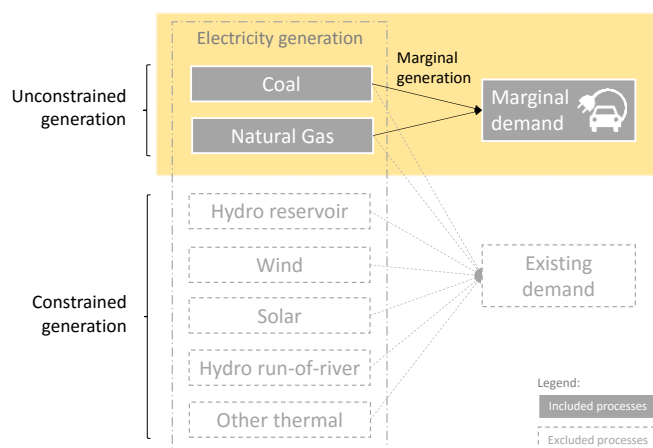 Electricity generation
Marginal
generation
Coal
Unconstrained
generation
Marginal
demand
Natural Gas
Hydro reservoir
Wind
Existing
demand
Constrained
generation
Solar
Hydro run-of-river
Other thermal
Legend:
Included processes
Excluded processes